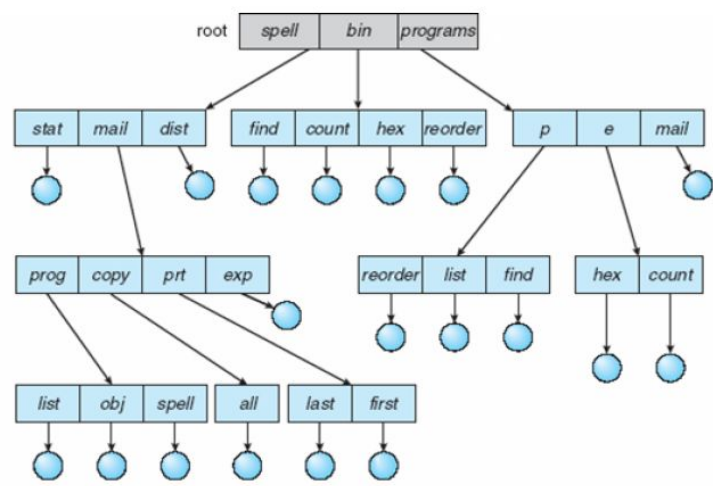 root spell bin programs
stat mail dist find count hex reorder p e mail
prog copy prt exp reorder list find hex count
list obj spell all last first